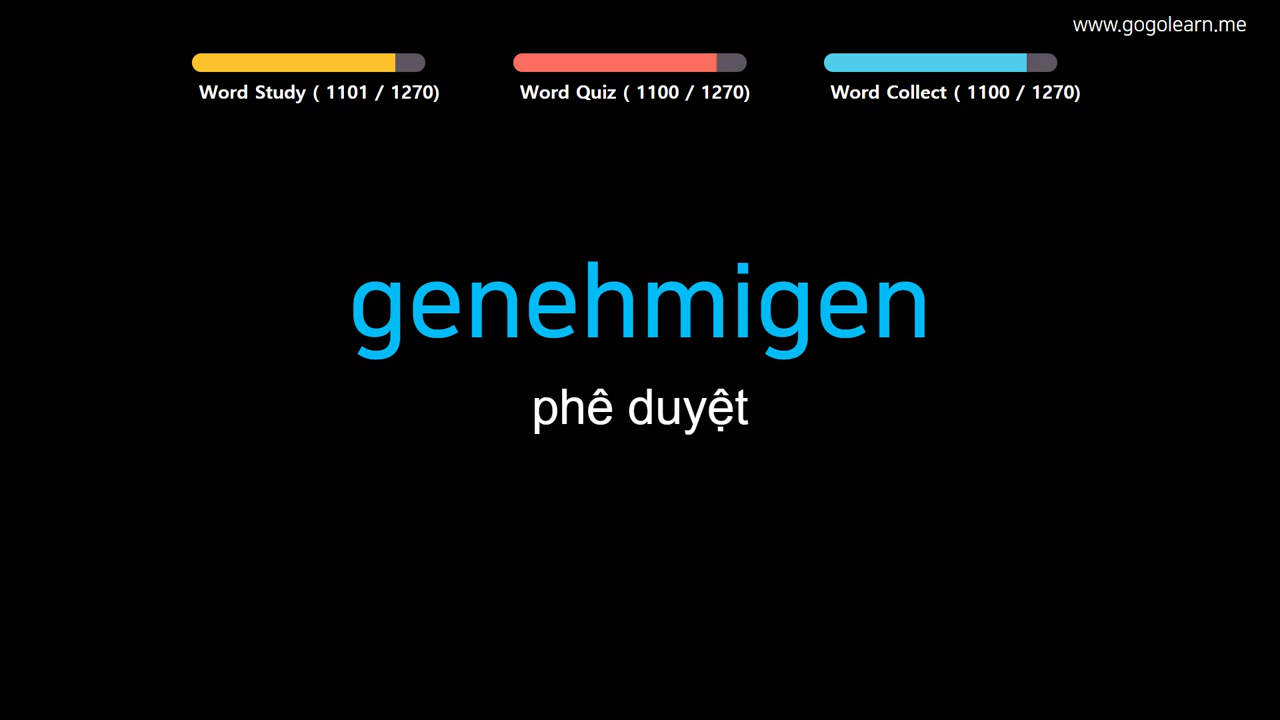 www.gogolearn.me
Word Study ( 1101 / 1270)
Word Quiz ( 1100 / 1270)
Word Collect ( 1100 / 1270)
genehmigen
phê duyệt